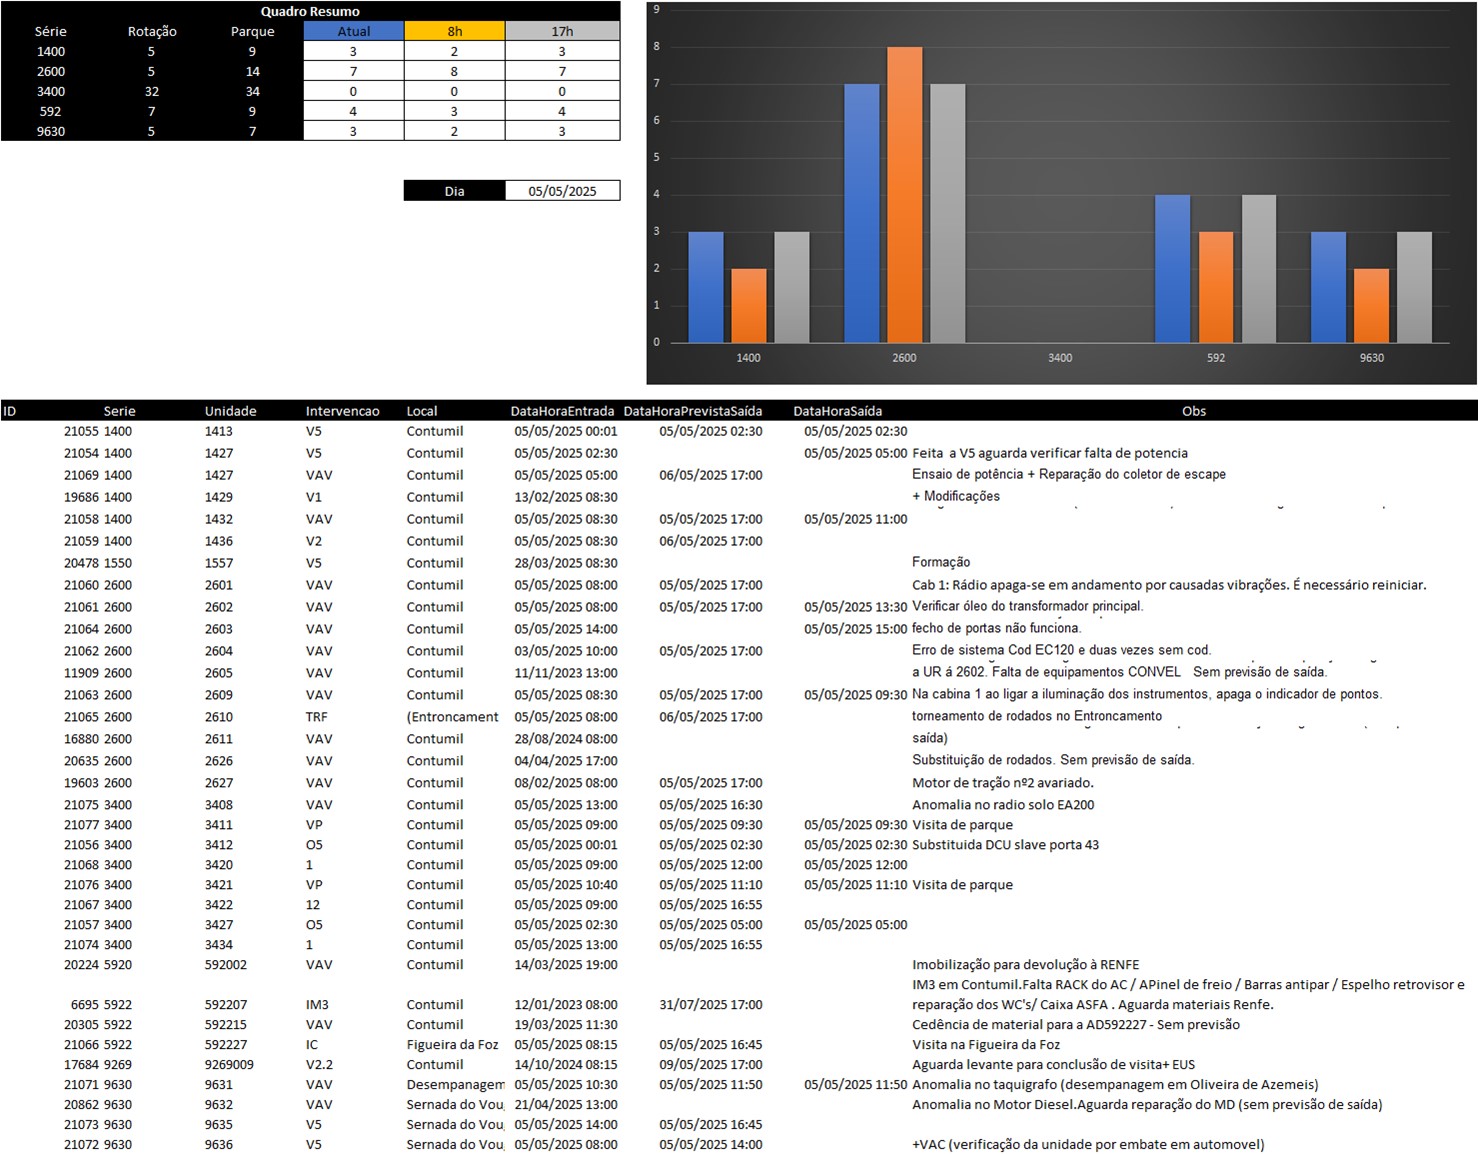 Quadro Resumo
Série Rotação Parque Atual 8h 17h
1400 5 9 3 2 3
2600 5 14 7 8 7
3400 32 34 0 0 0
592 7 9 4 3 4
9630 5 7 3 2 3
Dia 05/05/2025
9
8
7
6
5
4
3
2
1
0
1400 2600 3400 592 9630
ID Serie Unidade Intervencao Local DataHoraEntrada DataHoraPrevistaSaída DataHoraSaída Obs
21055 1400 1413 V5 Contumil 05/05/2025 00:01 05/05/2025 02:30 05/05/2025 02:30
21054 1400 1427 V5 Contumil 05/05/2025 02:30 05/05/2025 05:00 Feita a V5 aguarda verificar falta de potencia
21069 1400 1427 VAV Contumil 05/05/2025 05:00 06/05/2025 17:00 Ensaio de potência + Reparação do coletor de escape
19686 1400 1429 V1 Contumil 13/02/2025 08:30 + Modificações
21058 1400 1432 VAV Contumil 05/05/2025 08:30 05/05/2025 17:00 05/05/2025 11:00
21059 1400 1436 V2 Contumil 05/05/2025 08:30 06/05/2025 17:00
20478 1550 1557 V5 Contumil 28/03/2025 08:30 Formação
21060 2600 2601 VAV Contumil 05/05/2025 08:00 05/05/2025 17:00 Cab 1: Rádio apaga-se em andamento por causadas vibrações. É necessário reiniciar.
21061 2600 2602 VAV Contumil 05/05/2025 08:00 05/05/2025 17:00 05/05/2025 13:30 Verificar óleo do transformador principal.
21064 2600 2603 VAV Contumil 05/05/2025 14:00 05/05/2025 15:00 fecho de portas não funciona.
21062 2600 2604 VAV Contumil 03/05/2025 10:00 05/05/2025 17:00 Erro de sistema Cod EC120 e duas vezes sem cod.
11909 2600 2605 VAV Contumil 11/11/2023 13:00 a UR á 2602. Falta de equipamentos CONVEL Sem previsão de saída.
21063 2600 2609 VAV Contumil 05/05/2025 08:30 05/05/2025 17:00 05/05/2025 09:30 Na cabina 1 ao ligar a iluminação dos instrumentos, apaga o indicador de pontos.
21065 2600 2610 TRF (Entroncament 05/05/2025 08:00 06/05/2025 17:00 torneamento de rodados no Entroncamento
16880 2600 2611 VAV Contumil 28/08/2024 08:00 saída)
20635 2600 2626 VAV Contumil 04/04/2025 17:00 Substituição de rodados. Sem previsão de saída.
19603 2600 2627 VAV Contumil 08/02/2025 08:00 05/05/2025 17:00 Motor de tração nº2 avariado.
21075 3400 3408 VAV Contumil 05/05/2025 13:00 05/05/2025 16:30 Anomalia no radio solo EA200
21077 3400 3411 VP Contumil 05/05/2025 09:00 05/05/2025 09:30 05/05/2025 09:30 Visita de parque
21056 3400 3412 O5 Contumil 05/05/2025 00:01 05/05/2025 02:30 05/05/2025 02:30 Substituida DCU slave porta 43
21068 3400 3420 1 Contumil 05/05/2025 09:00 05/05/2025 12:00 05/05/2025 12:00
21076 3400 3421 VP Contumil 05/05/2025 10:40 05/05/2025 11:10 05/05/2025 11:10 Visita de parque
21067 3400 3422 12 Contumil 05/05/2025 09:00 05/05/2025 16:55
21057 3400 3427 O5 Contumil 05/05/2025 02:30 05/05/2025 05:00 05/05/2025 05:00
21074 3400 3434 1 Contumil 05/05/2025 13:00 05/05/2025 16:55
20224 5920 592002 VAV Contumil 14/03/2025 19:00 Imobilização para devolução à RENFE
IM3 em Contumil.Falta RACK do AC / APinel de freio / Barras antipar / Espelho retrovisor e
6695 5922 592207 IM3 Contumil 12/01/2023 08:00 31/07/2025 17:00 reparação dos WC's/ Caixa ASFA . Aguarda materiais Renfe.
20305 5922 592215 VAV Contumil 19/03/2025 11:30 Cedência de material para a AD592227 - Sem previsão
21066 5922 592227 IC Figueira da Foz 05/05/2025 08:15 05/05/2025 16:45 Visita na Figueira da Foz
17684 9269 9269009 V2.2 Contumil 14/10/2024 08:15 09/05/2025 17:00 Aguarda levante para conclusão de visita+ EUS
21071 9630 9631 VAV Desempanagem 05/05/2025 10:30 05/05/2025 11:50 05/05/2025 11:50 Anomalia no taquigrafo (desempanagem em Oliveira de Azemeis)
20862 9630 9632 VAV Sernada do Vou 21/04/2025 13:00 Anomalia no Motor Diesel.Aguarda reparação do MD (sem previsão de saída)
21073 9630 9635 V5 Sernada do Vou 05/05/2025 14:00 05/05/2025 16:45
21072 9630 9636 V5 Sernada do Vou 05/05/2025 08:00 05/05/2025 14:00 +VAC (verificação da unidade por embate em automovel)